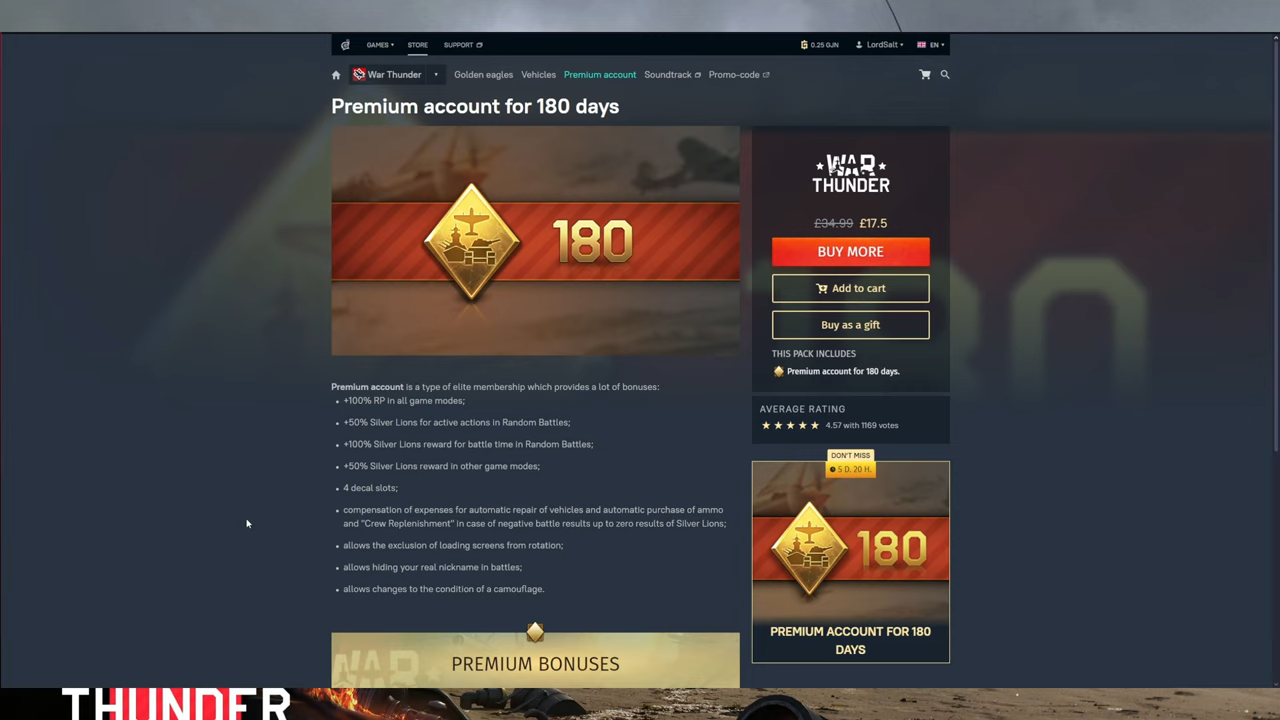 GAMES
STORE
SUPPORT
0.25 GJN
LordSalt
EN
War Thunder
Golden eagles
Vehicles
Premium account
Soundtrack
Promo-code
Premium account for 180 days
180
WAR
THUNDER
£34.99 £17.5
BUY MORE
Add to cart
Buy as a gift
THIS PACK INCLUDES
Premium account for 180 days.
Premium account is a type of elite membership which provides a lot of bonuses:
• +100% RP in all game modes;
• +50% Silver Lions for active actions in Random Battles;
• +100% Silver Lions reward for battle time in Random Battles;
• +50% Silver Lions reward in other game modes;
• 4 decal slots;
• compensation of expenses for automatic repair of vehicles and automatic purchase of ammo
and "Crew Replenishment" in case of negative battle results up to zero results of Silver Lions;
• allows the exclusion of loading screens from rotation;
• allows hiding your real nickname in battles;
• allows changes to the condition of a camouflage.
AVERAGE RATING
4.57 with 1169 votes
DON'T MISS
5 D. 20 H.
180
PREMIUM ACCOUNT FOR 180
DAYS
WAR
PREMIUM BONUSES
THUNDER